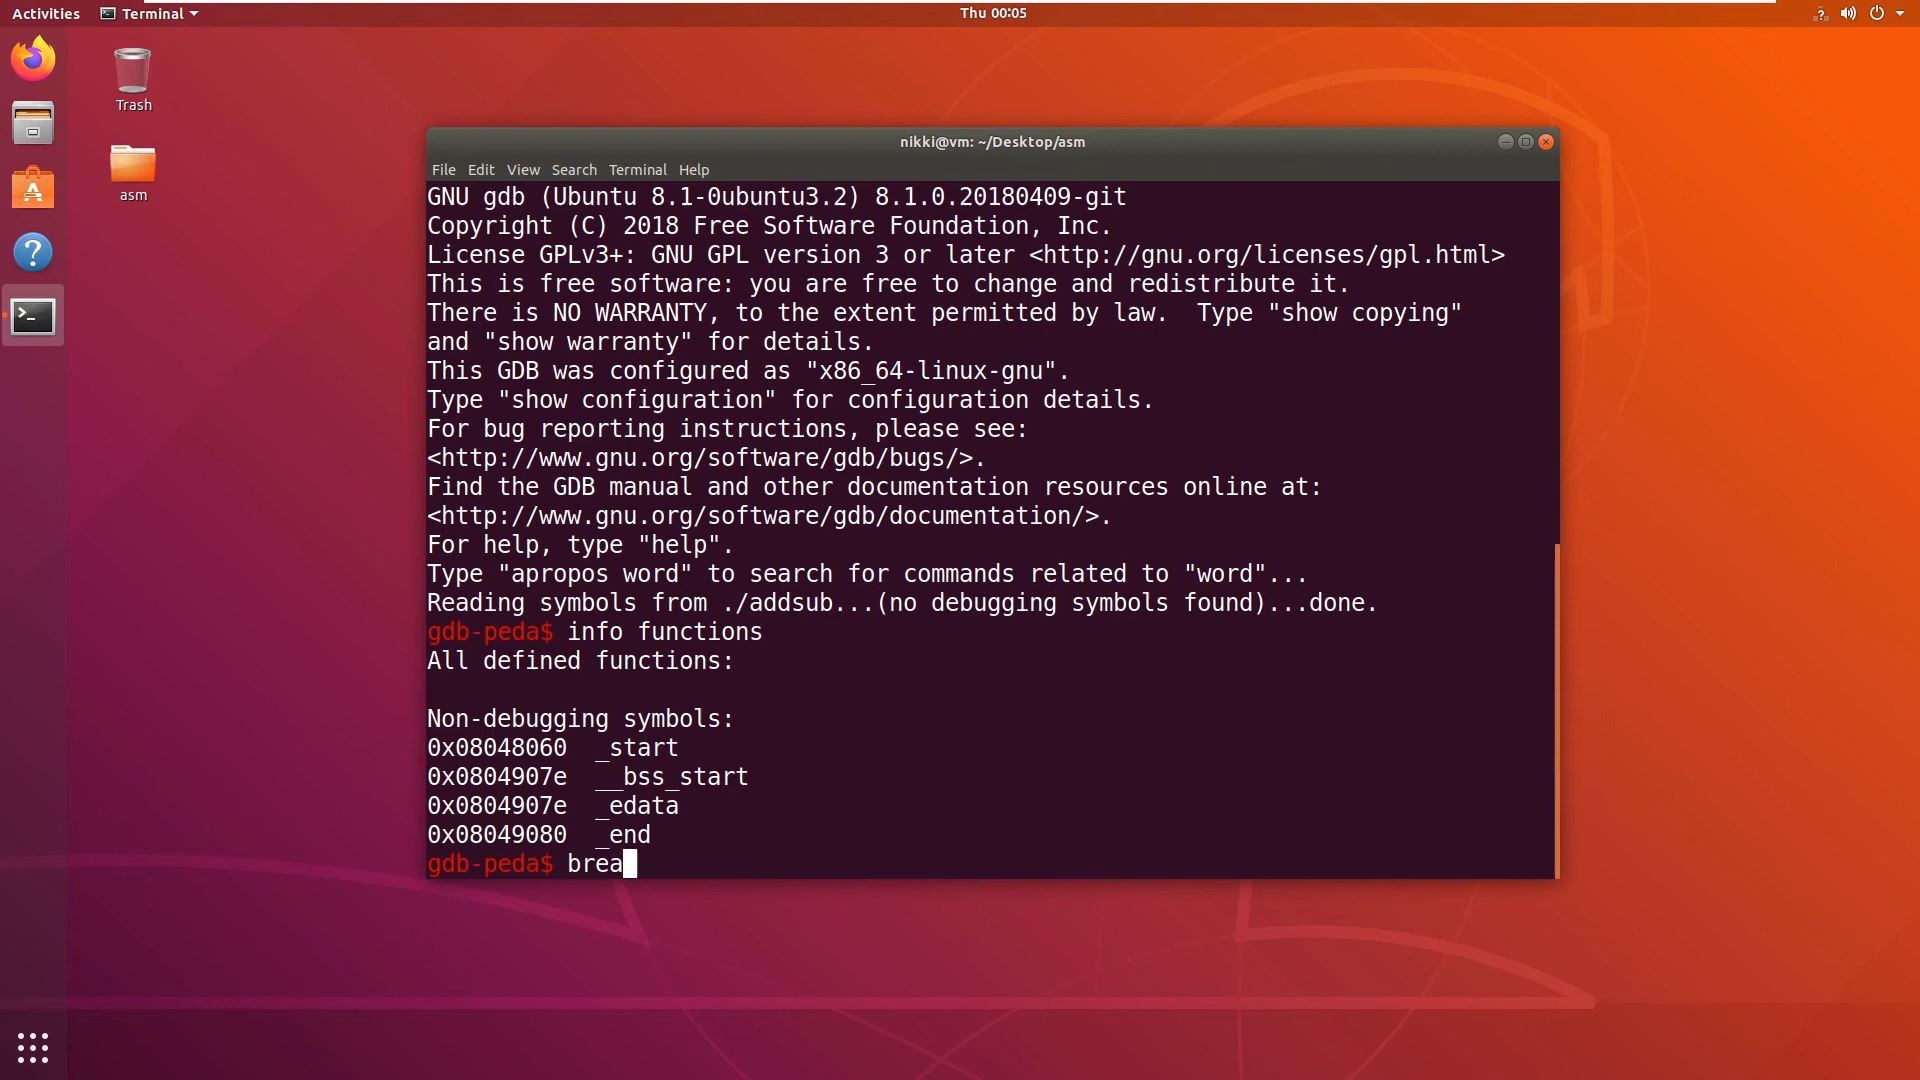 Activities Terminal Thu 00:05
Trash
asm
nikki@vm: ~/Desktop/asm
File Edit View Search Terminal Help
GNU gdb (Ubuntu 8.1-0ubuntu3.2) 8.1.0.20180409-git
Copyright (C) 2018 Free Software Foundation, Inc.
License GPLv3+: GNU GPL version 3 or later <http://gnu.org/licenses/gpl.html>
This is free software: you are free to change and redistribute it.
There is NO WARRANTY, to the extent permitted by law.  Type "show copying"
and "show warranty" for details.
This GDB was configured as "x86_64-linux-gnu".
Type "show configuration" for configuration details.
For bug reporting instructions, please see:
<http://www.gnu.org/software/gdb/bugs/>.
Find the GDB manual and other documentation resources online at:
<http://www.gnu.org/software/gdb/documentation/>.
For help, type "help".
Type "apropos word" to search for commands related to "word"...
Reading symbols from ./addsub...(no debugging symbols found)...done.
gdb-peda$ info functions
All defined functions:
Non-debugging symbols:
0x08048060  _start
0x0804907e  __bss_start
0x0804907e  _edata
0x08049080  _end
gdb-peda$ brea